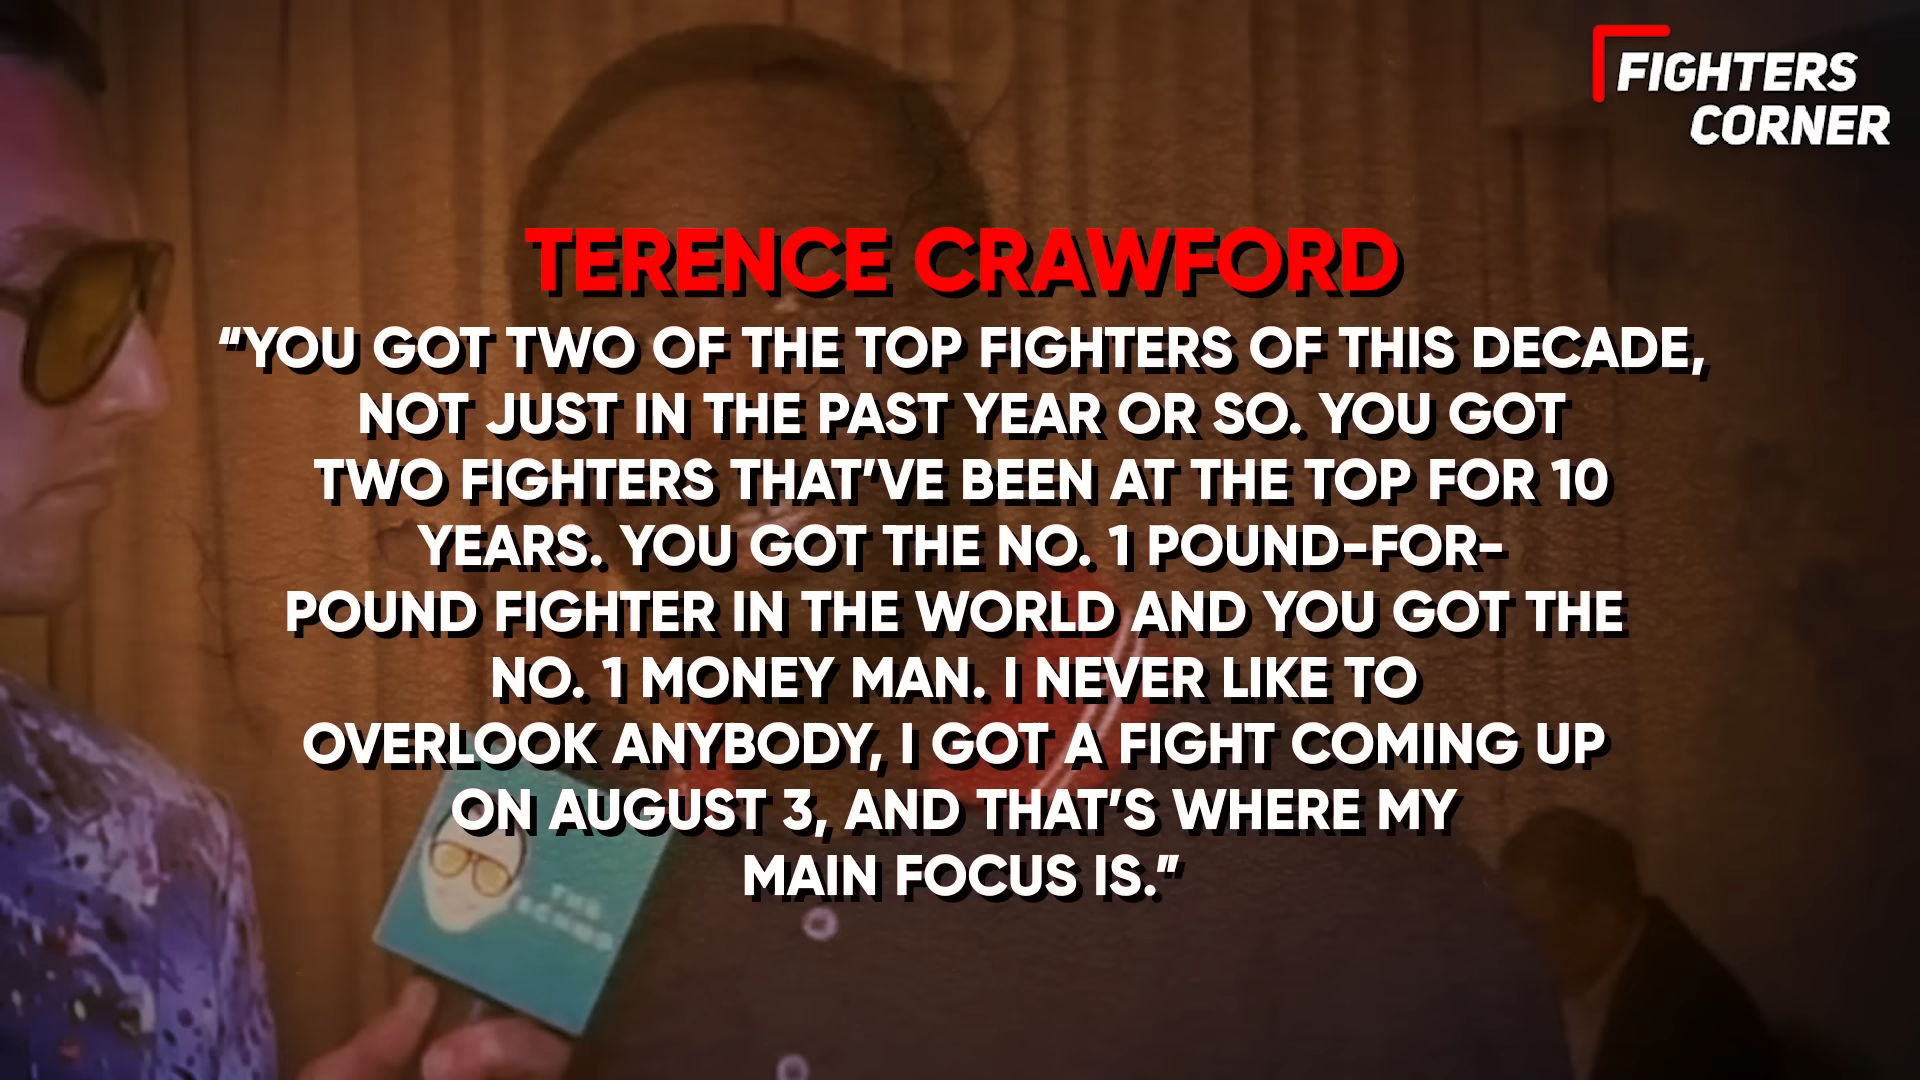 FIGHTERS
CORNER
TERENCE CRAWFORD
“YOU GOT TWO OF THE TOP FIGHTERS OF THIS DECADE,
NOT JUST IN THE PAST YEAR OR SO. YOU GOT
TWO FIGHTERS THAT’VE BEEN AT THE TOP FOR 10
YEARS. YOU GOT THE NO. 1 POUND-FOR-
POUND FIGHTER IN THE WORLD AND YOU GOT THE
NO. 1 MONEY MAN. I NEVER LIKE TO
OVERLOOK ANYBODY, I GOT A FIGHT COMING UP
ON AUGUST 3, AND THAT’S WHERE MY
MAIN FOCUS IS.”
THE
SCHMO